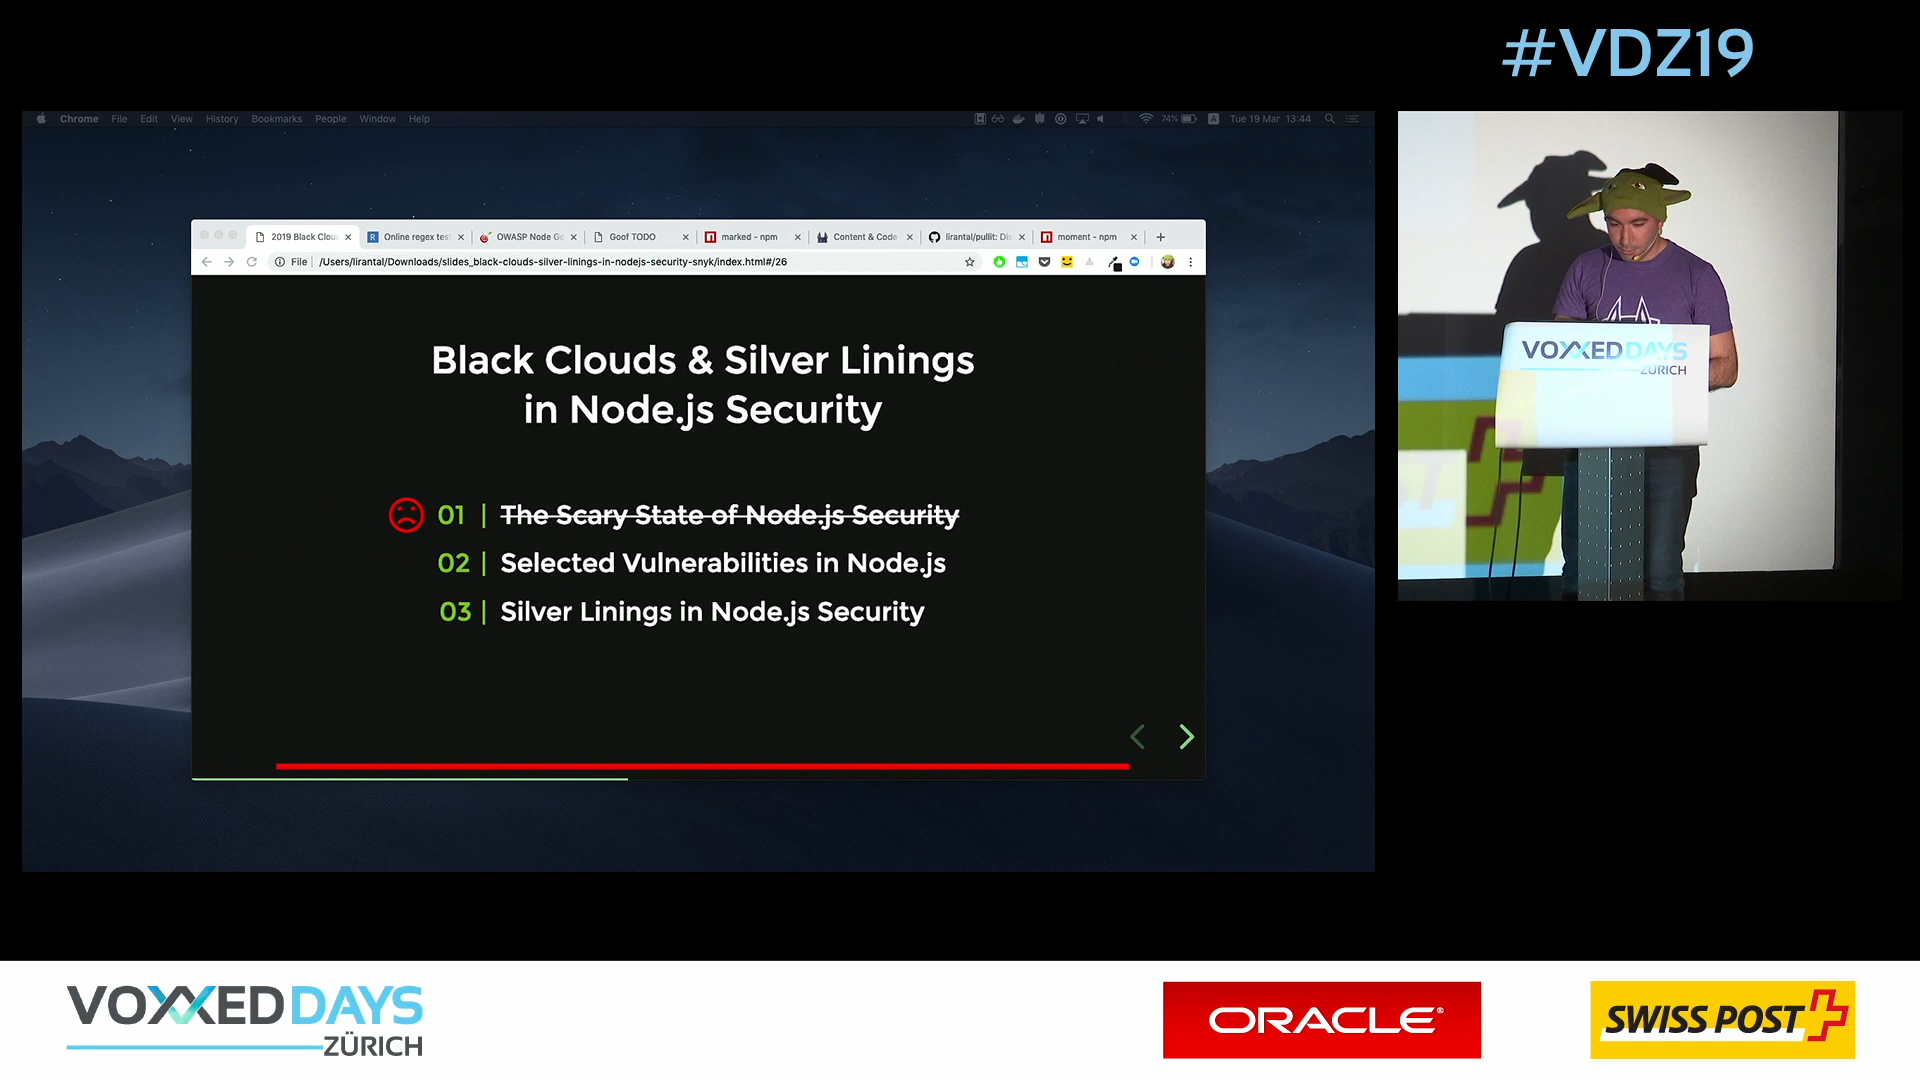 #VDZ19
Chrome File Edit View History Bookmarks People Window Help
74% A Tue 19 Mar 13:44
2019 Black Clou
Online regex tes
OWASP Node Go
Goof TODO
marked - npm
Content & Code
lirantal/pullit: Dis
moment - npm
File | /Users/lirantal/Downloads/slides_black-clouds-silver-linings-in-nodejs-security-snyk/index.html#/26
Black Clouds & Silver Linings
in Node.js Security
01 | The Scary State of Node.js Security
02 | Selected Vulnerabilities in Node.js
03 | Silver Linings in Node.js Security
VOXXED DAYS
ZÜRICH
VOXXED DAYS
ZÜRICH
ORACLE®
SWISS POST